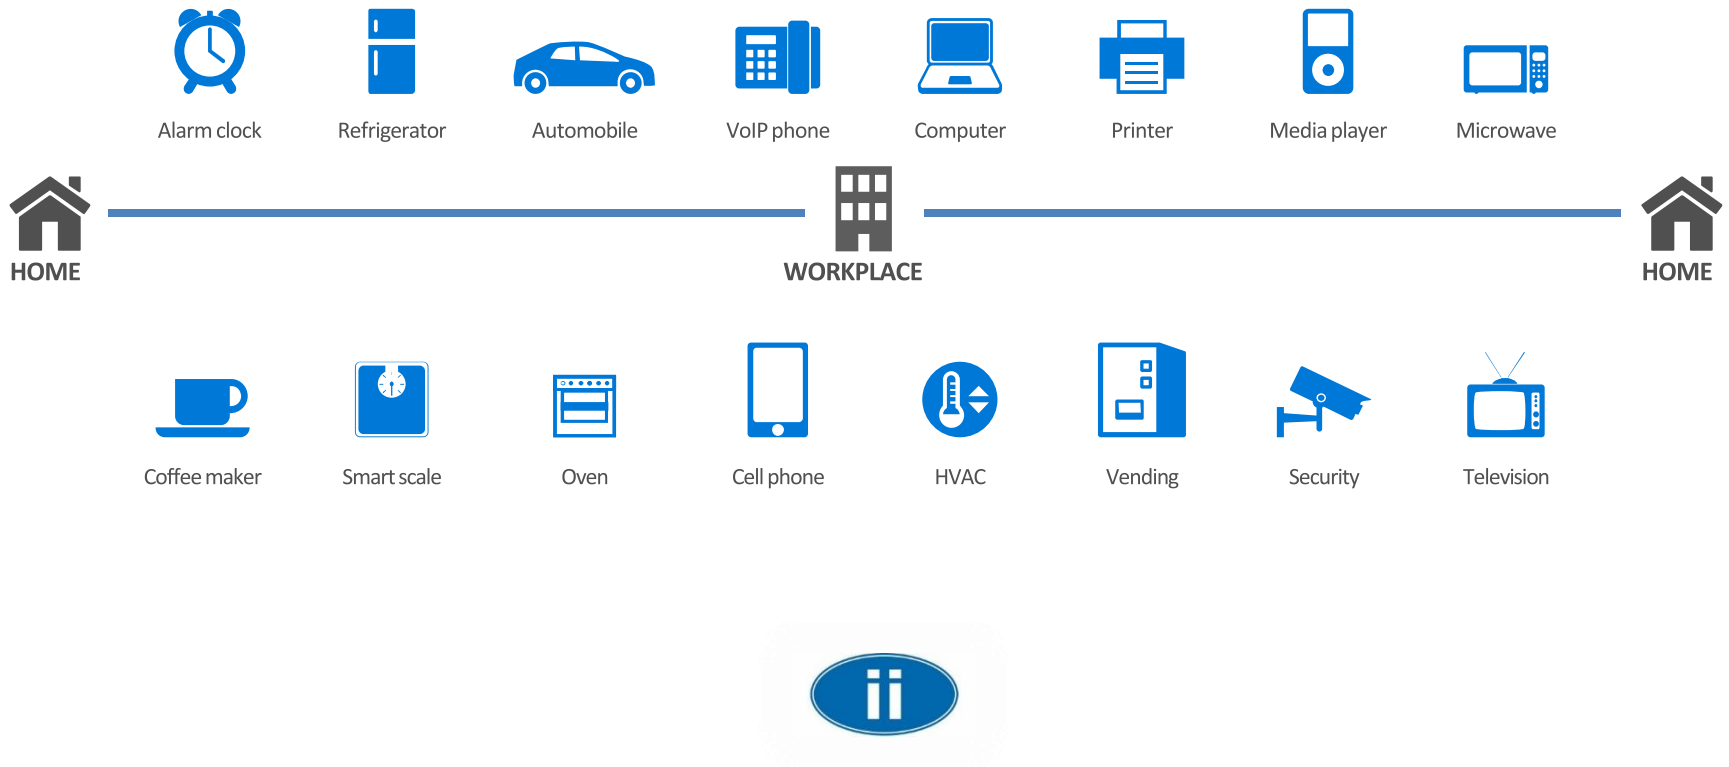 Alarm clock
Refrigerator
Automobile
VoIP phone
Computer
Printer
Media player
Microwave
HOME
WORKPLACE
HOME
Coffee maker
Smart scale
Oven
Cell phone
HVAC
Vending
Security
Television
ii